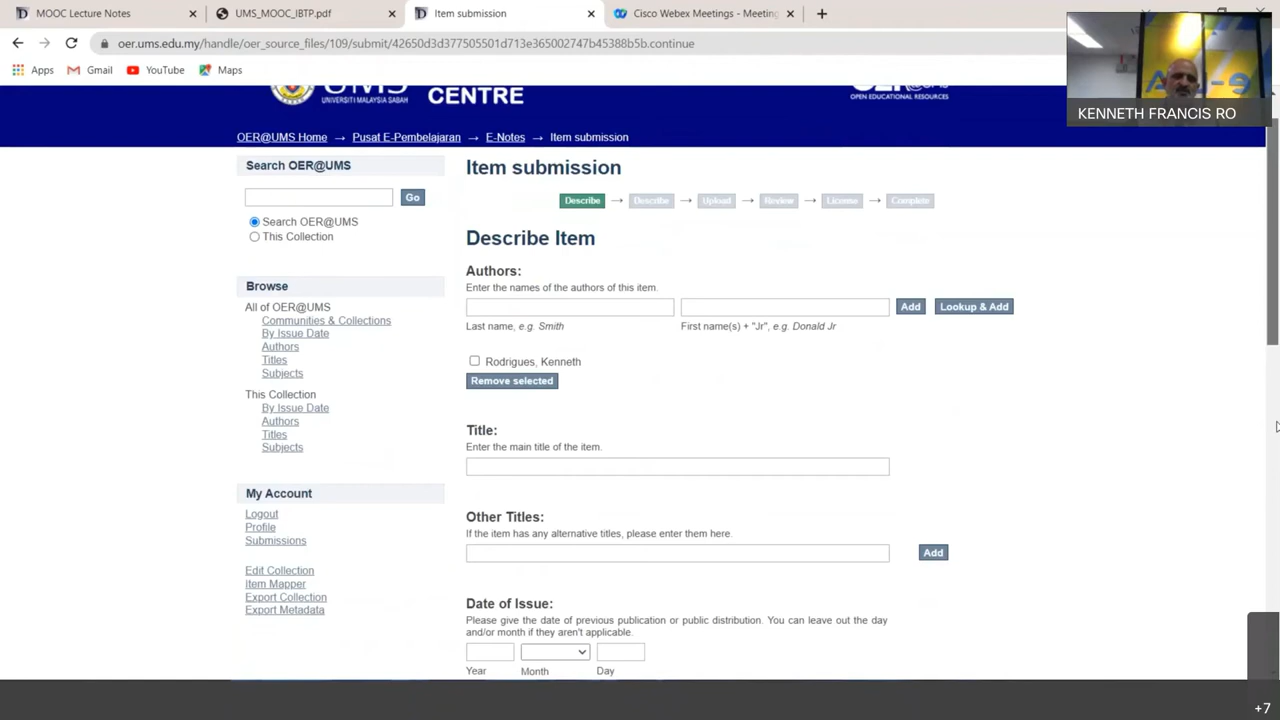 MOOC Lecture Notes
UMS_MOOC_IBTP.pdf
Item submission
Cisco Webex Meetings - Meetin
oer.ums.edu.my/handle/oer_source_files/109/submit/42650d3d377505501d713e365002747b45388b5b.continue
Apps
Gmail
YouTube
Maps
KENNETH FRANCIS RO
UNIVERSITI MALAYSIA SABAH
CENTRE
OPEN EDUCATIONAL RESOURCES
OER@UMS Home → Pusat E-Pembelajaran → E-Notes → Item submission
Search OER@UMS
Go
Search OER@UMS
This Collection
Browse
All of OER@UMS
Communities & Collections
By Issue Date
Authors
Titles
Subjects
This Collection
By Issue Date
Authors
Titles
Subjects
My Account
Logout
Profile
Submissions
Edit Collection
Item Mapper
Export Collection
Export Metadata
Item submission
Describe → Describe → Upload → Review → License → Complete
Describe Item
Authors:
Enter the names of the authors of this item.
Add
Lookup & Add
Last name, e.g. Smith
First name(s) + "Jr", e.g. Donald Jr
Rodrigues, Kenneth
Remove selected
Title:
Enter the main title of the item.
Other Titles:
If the item has any alternative titles, please enter them here.
Add
Date of Issue:
Please give the date of previous publication or public distribution. You can leave out the day
and/or month if they aren't applicable.
Year
Month
Day
+7